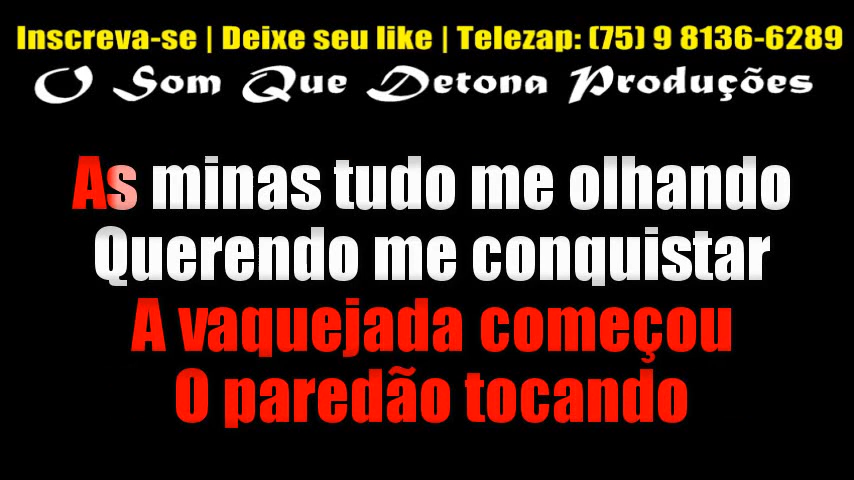 Inscreva-se | Deixe seu like | Telezap: (75) 9 8136-6289
O Som Que Detona Produções
As minas tudo me olhando
Querendo me conquistar
A vaquejada começou
O paredão tocando